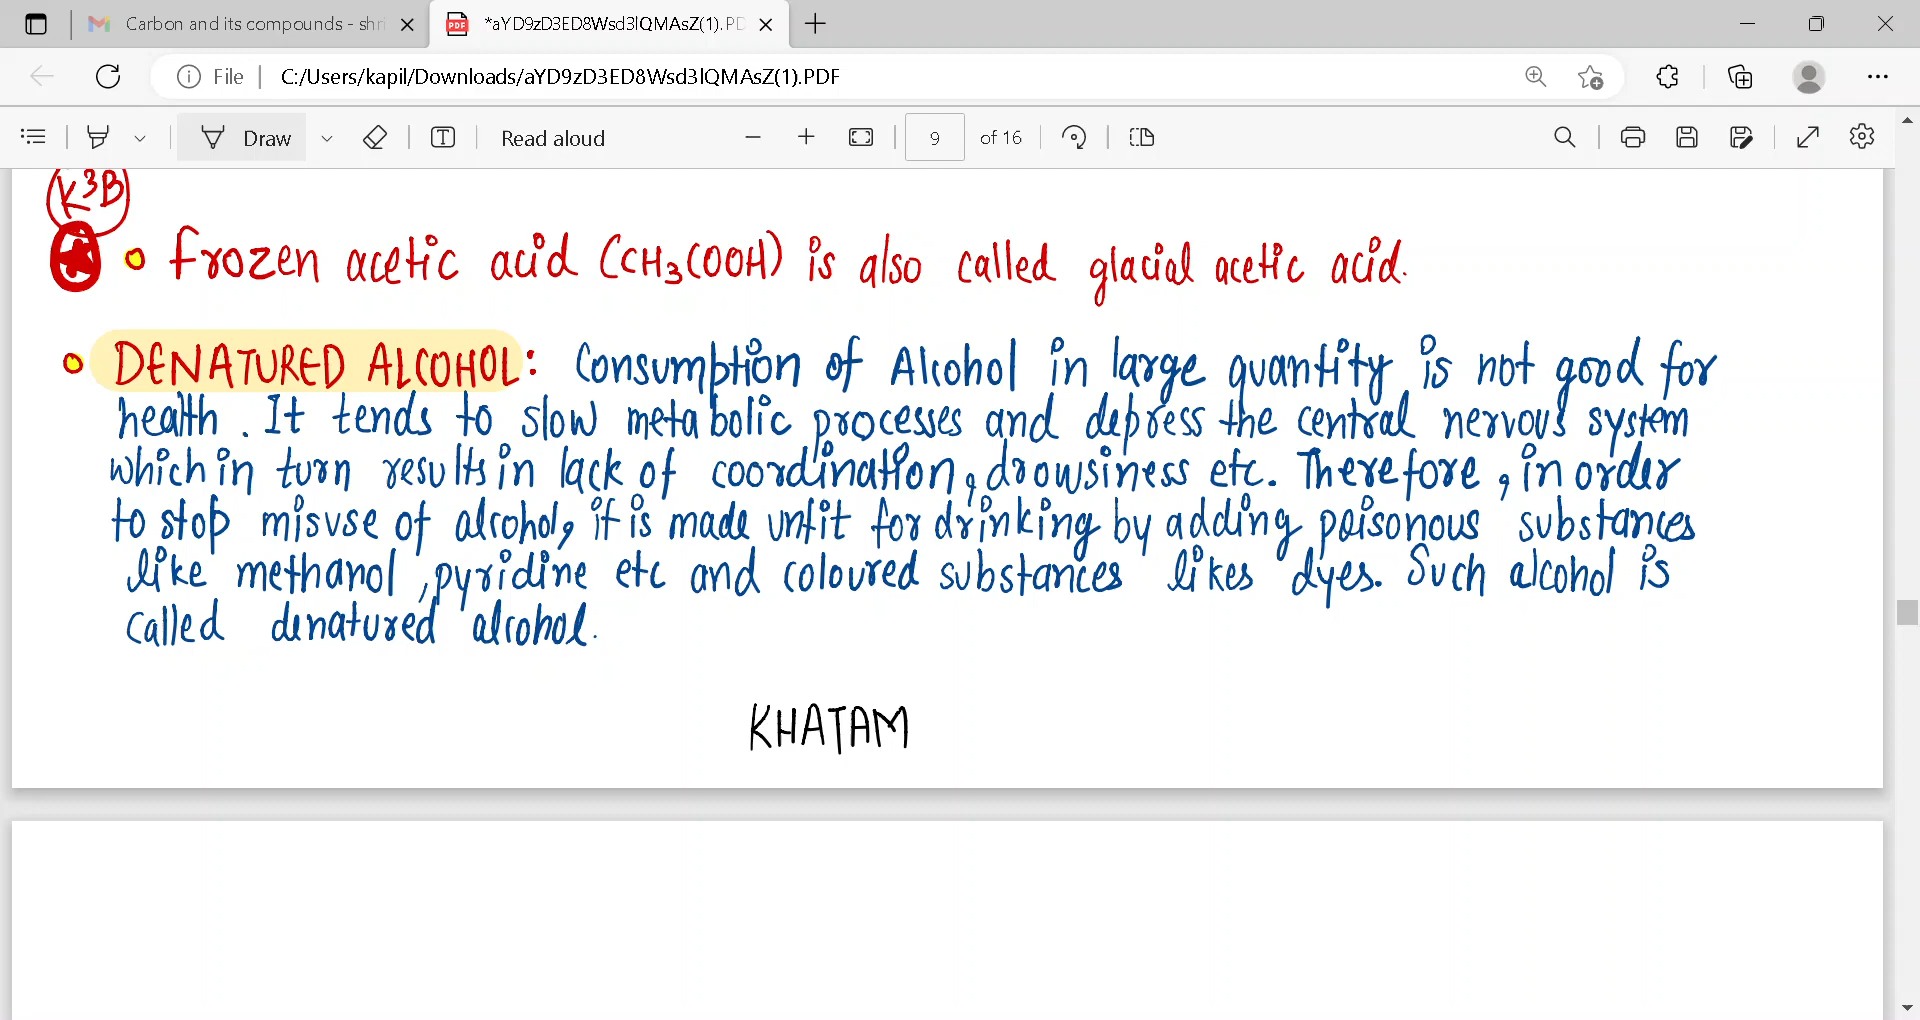 Carbon and its compounds - shri
*aYD9zD3ED8Wsd3lQMAsZ(1).PD
File
C:/Users/kapil/Downloads/aYD9zD3ED8Wsd3lQMAsZ(1).PDF
Draw
Read aloud
9 of 16
K3B
frozen acetic acid (CH3COOH) is also called glacial acetic acid.
DENATURED ALCOHOL: Consumption of Alcohol in large quantity is not good for
health. It tends to slow metabolic processes and depress the central nervous system
which in turn results in lack of coordination, drowsiness etc. Therefore, in order
to stop misuse of alcohol, it is made unfit for drinking by adding poisonous substances
like methanol, pyridine etc and coloured substances likes dyes. Such alcohol is
called denatured alcohol.
KHATAM